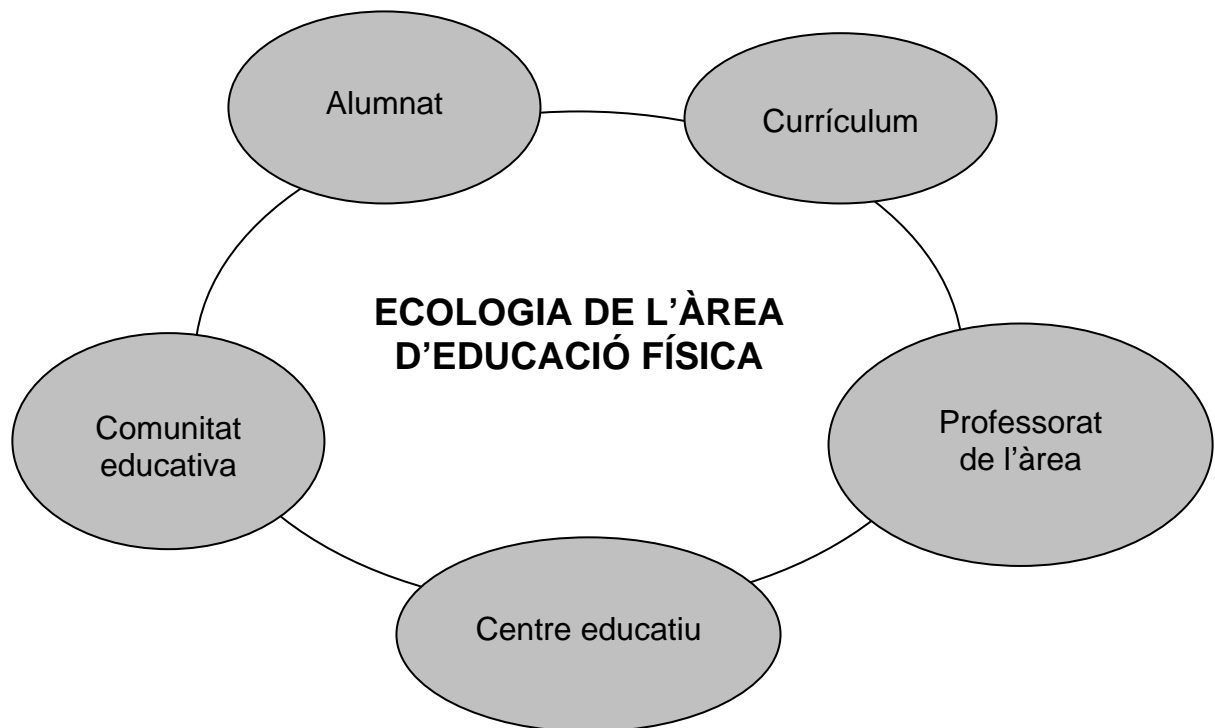 Alumnat
Currículum
ECOLOGIA DE L’ÀREA
D’EDUCACIÓ FÍSICA
Comunitat
educativa
Professorat
de l’àrea
Centre educatiu